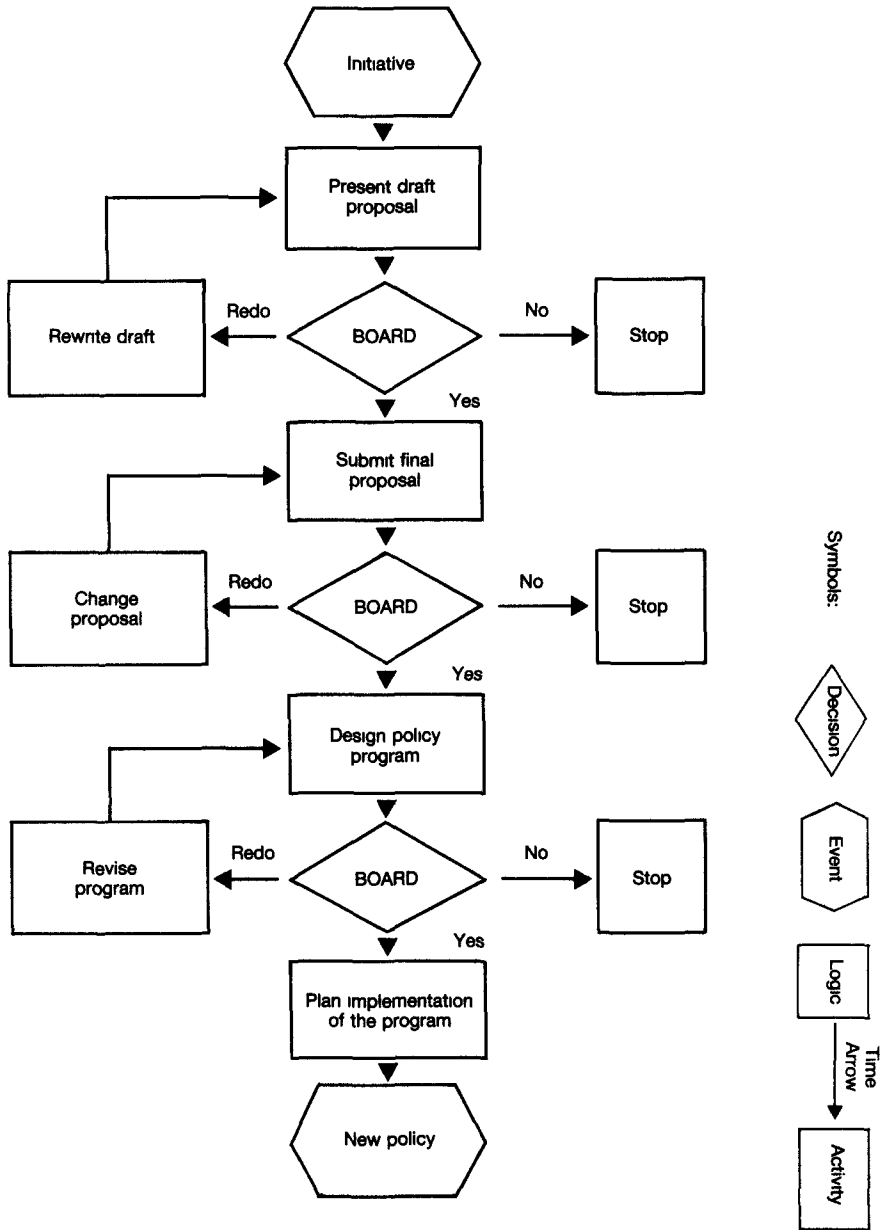 Initiative
Present draft
proposal
Redo
No
Rewrite draft
BOARD
Stop
Yes
Submit final
proposal
Redo
No
Change
proposal
BOARD
Stop
Yes
Design policy
program
Redo
No
Revise
program
BOARD
Stop
Yes
Plan implementation
of the program
New policy
Symbols:
Decision
Event
Logic
Time
Arrow
Activity